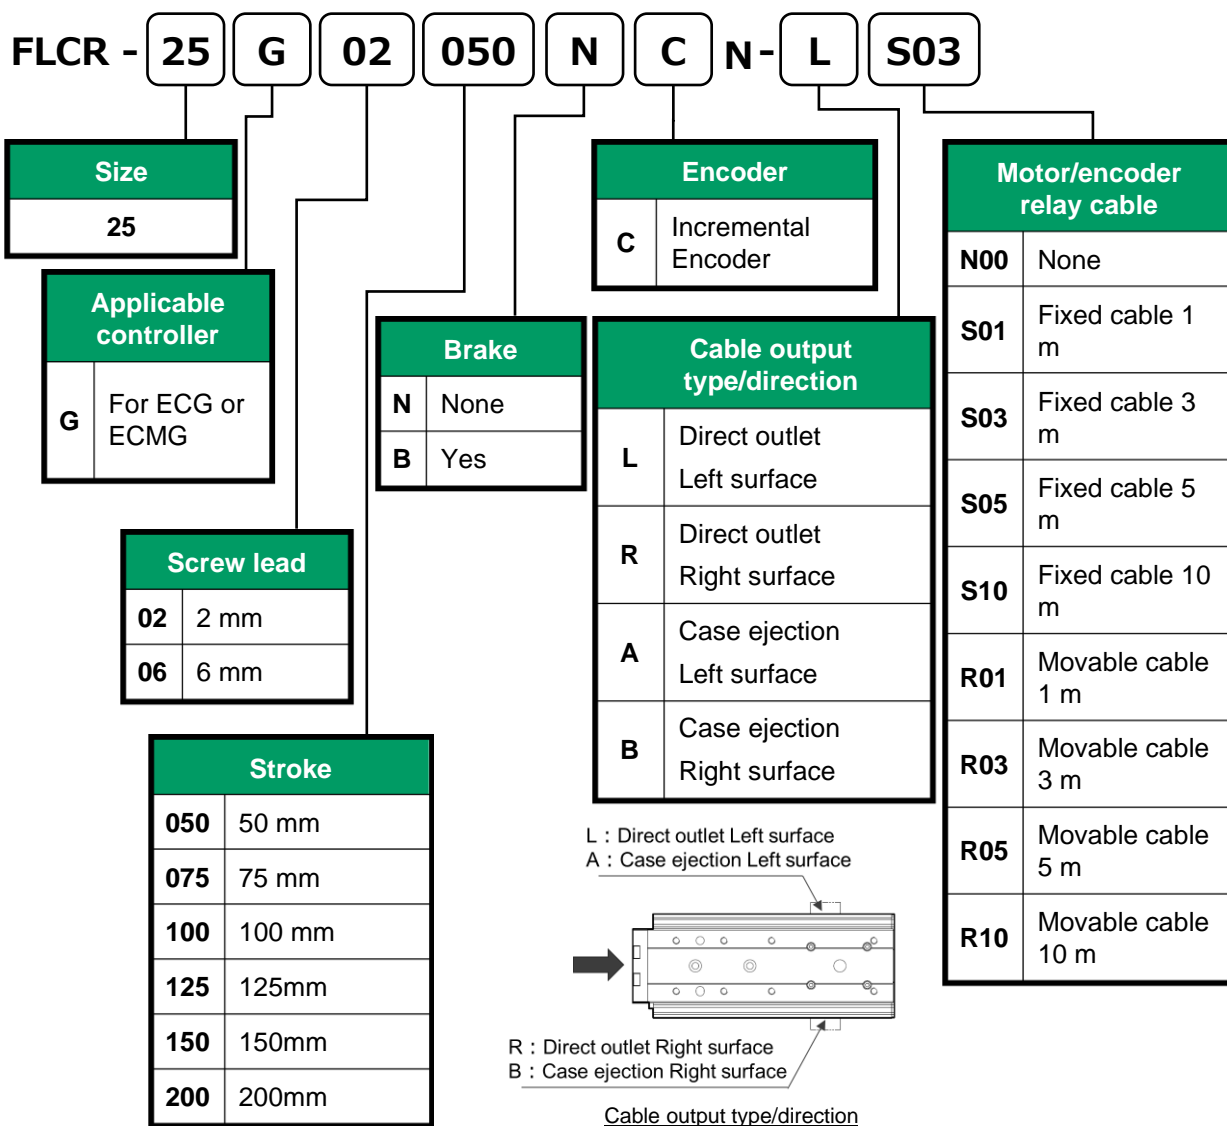 FLCR - 25 G 02 050 N C N - L S03
Size
25
Applicable
controller
G For ECG or
ECMG
Screw lead
02 2 mm
06 6 mm
Stroke
050 50 mm
075 75 mm
100 100 mm
125 125mm
150 150mm
200 200mm
Brake
N None
B Yes
Encoder
C Incremental
Encoder
Cable output
type/direction
L Direct outlet
Left surface
R Direct outlet
Right surface
A Case ejection
Left surface
B Case ejection
Right surface
Motor/encoder
relay cable
N00 None
S01 Fixed cable 1
m
S03 Fixed cable 3
m
S05 Fixed cable 5
m
S10 Fixed cable 10
m
R01 Movable cable
1 m
R03 Movable cable
3 m
R05 Movable cable
5 m
R10 Movable cable
10 m
L : Direct outlet Left surface
A : Case ejection Left surface
R : Direct outlet Right surface
B : Case ejection Right surface
Cable output type/direction